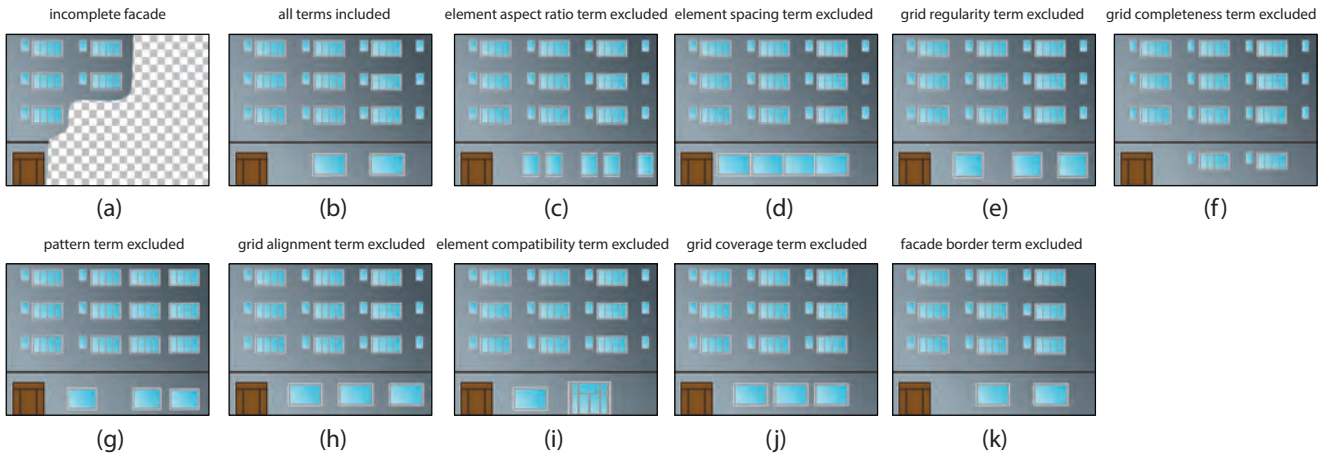 incomplete facade
all terms included
element aspect ratio term excluded
element spacing term excluded
grid regularity term excluded
grid completeness term excluded
(a)
(b)
(c)
(d)
(e)
(f)
pattern term excluded
grid alignment term excluded
element compatibility term excluded
grid coverage term excluded
facade border term excluded
(g)
(h)
(i)
(j)
(k)